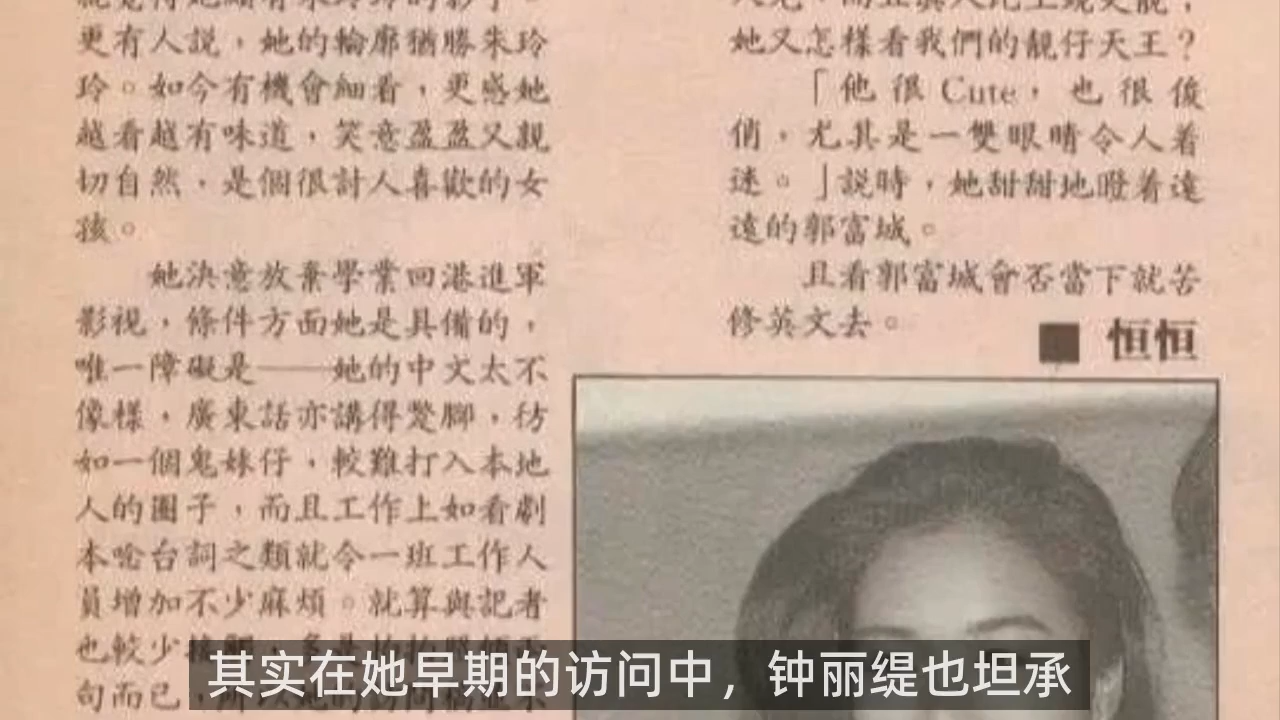 更有人説，她的輪廓猶勝朱玲
玲。如今有機會細看，更感她
越看越有味道，笑意盈盈又親
切自然，是個很討人喜歡的女
孩。
她決意放棄學業回港進軍
影視，條件方面她是具備的，
唯一障礙是——她的中文太不
像樣，廣東話亦講得蹩腳，彷
如一個鬼妹仔，較難打入本地
人的圈子，而且工作上如看劇
本唸台詞之類就令一班工作人
員增加不少麻煩。就算與記者
也較少
句而已，
她又怎樣看我們的靚仔天王？
「他很Cute，也很俊
俏，尤其是一雙眼睛令人着
迷。」説時，她甜甜地瞪着遠
遠的郭富城。
且看郭富城會否當下就苦
修英文去。
■ 恒恒
其实在她早期的访问中，钟丽缇也坦承